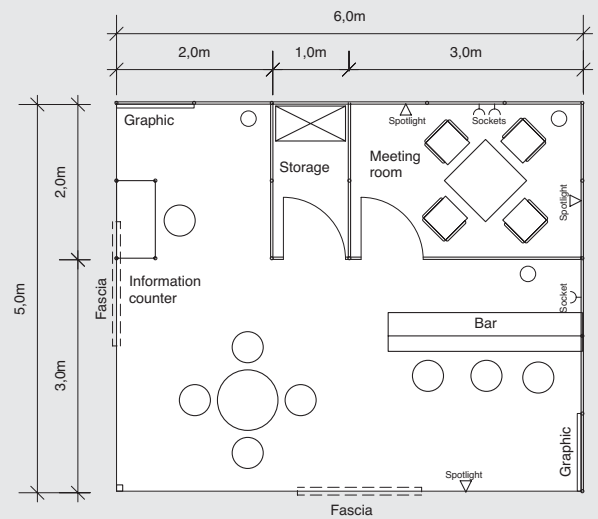 6,0m
2,0m
1,0m
3,0m
Graphic
Spotlight
Sockets
Storage
Meeting
room
Spotlight
2,0m
5,0m
Information
counter
Fascia
Socket
Bar
3,0m
Graphic
Spotlight
Fascia